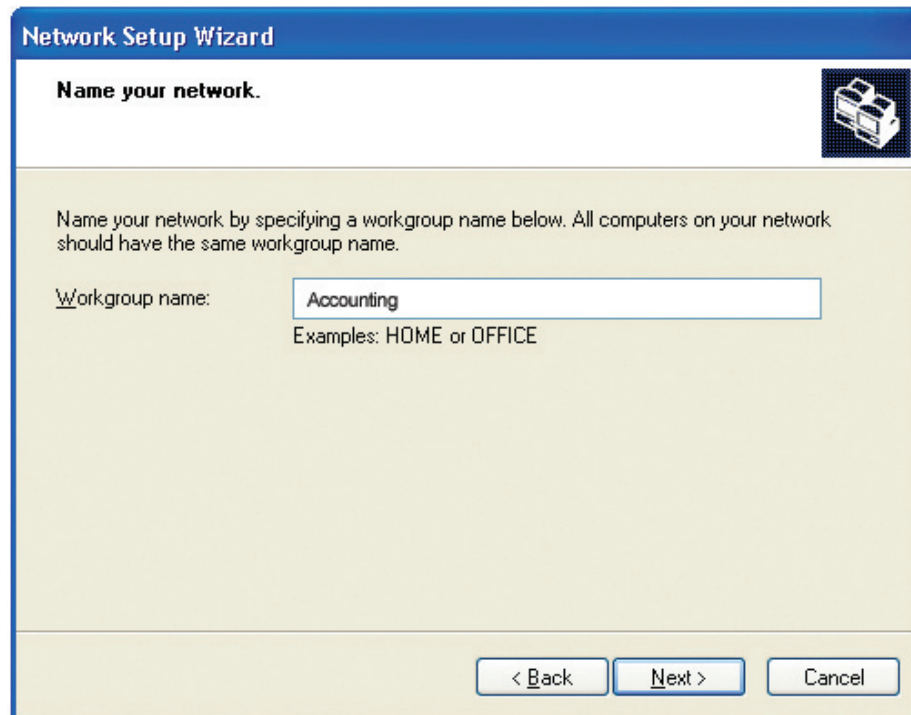 Network Setup Wizard
Name your network.
Name your network by specifying a workgroup name below. All computers on your network
should have the same workgroup name.
Workgroup name: Accounting
Examples: HOME or OFFICE
< Back Next > Cancel